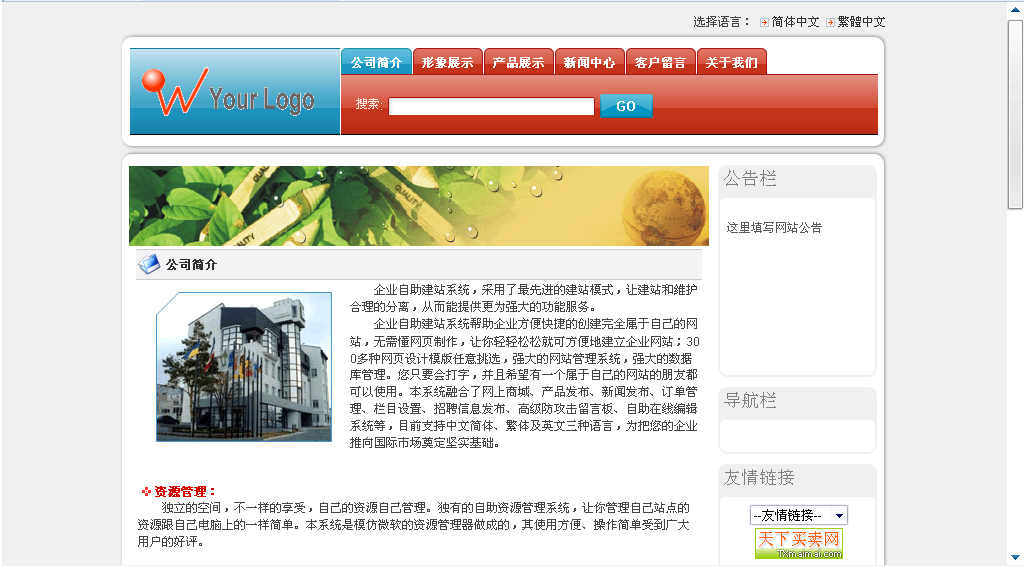 选择语言： 简体中文 繁體中文
Your Logo
公司简介 形象展示 产品展示 新闻中心 客户留言 关于我们
搜索: GO
QUALITY
QUALITY
QUALITY
公司简介
企业自助建站系统，采用了最先进的建站模式，让建站和维护
合理的分离，从而能提供更为强大的功能服务。
企业自助建站系统帮助企业方便快捷的创建完全属于自己的网
站，无需懂网页制作，让你轻轻松松就可方便地建立企业网站；30
0多种网页设计模版任意挑选，强大的网站管理系统，强大的数据
库管理。您只要会打字，并且希望有一个属于自己的网站的朋友都
可以使用。本系统融合了网上商城、产品发布、新闻发布、订单管
理、栏目设置、招聘信息发布、高级防攻击留言板、自助在线编辑
系统等，目前支持中文简体、繁体及英文三种语言，为把您的企业
推向国际市场奠定坚实基础。
资源管理：
独立的空间，不一样的享受，自己的资源自己管理。独有的自助资源管理系统，让你管理自己站点的
资源跟自己电脑上的一样简单。本系统是模仿微软的资源管理器做成的，其使用方便、操作简单受到广大
用户的好评。
公告栏
这里填写网站公告
导航栏
友情链接
--友情链接--
天下买卖网
TXmaimai.com